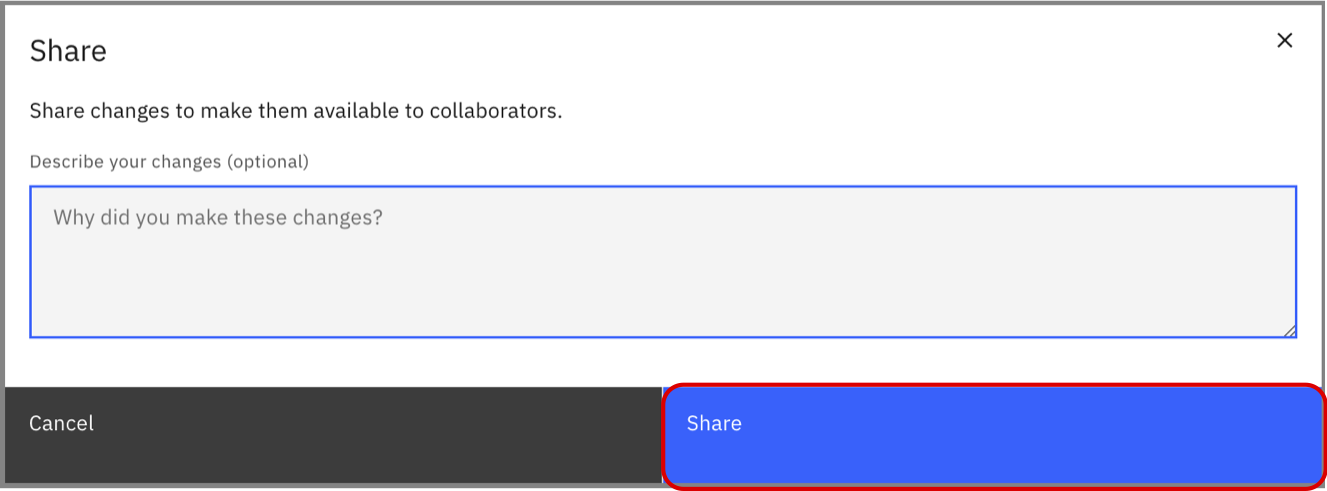 Share
Share changes to make them available to collaborators.
Describe your changes (optional)
Why did you make these changes?
Cancel
Share